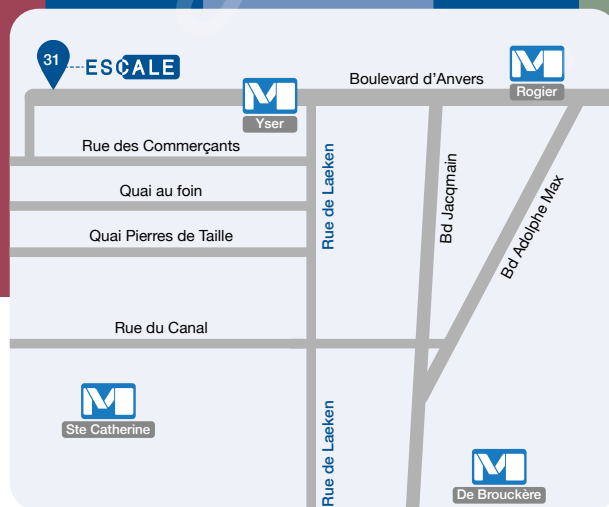 31
ESCALE
Boulevard d'Anvers
Rogier
Yser
Rue des Commerçants
Quai au foin
Quai Pierres de Taille
Rue de Laeken
Bd Jacqmain
Bd Adolphe Max
Rue du Canal
Ste Catherine
Rue de Laeken
De Brouckère